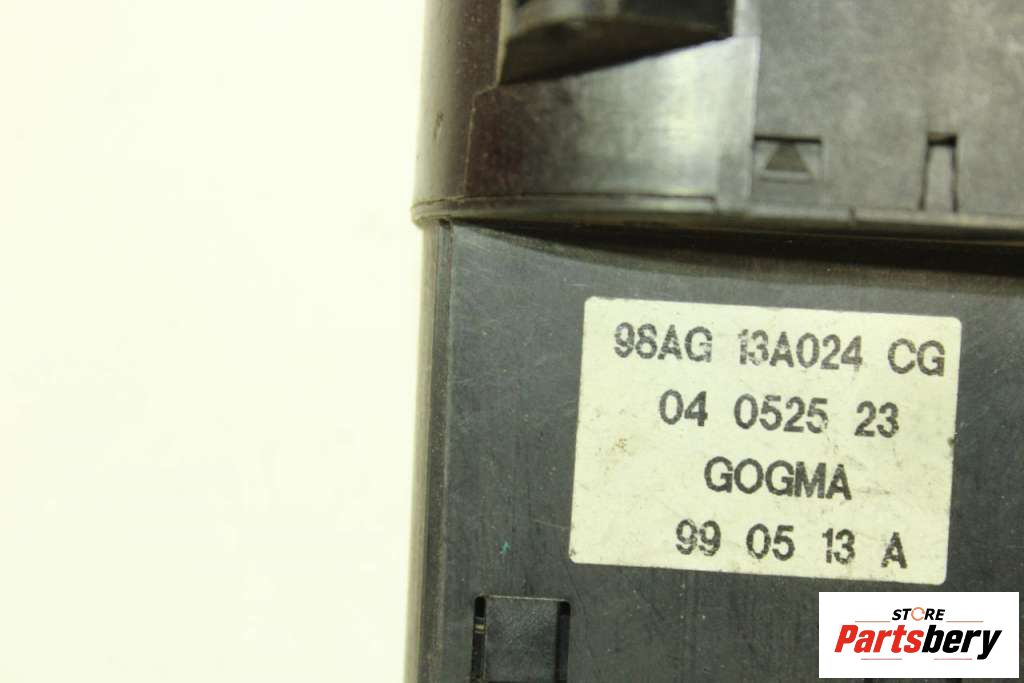 98AG 13A024 CG
04 0525 23
GOGMA
99 05 13 A
STORE
Partsbery